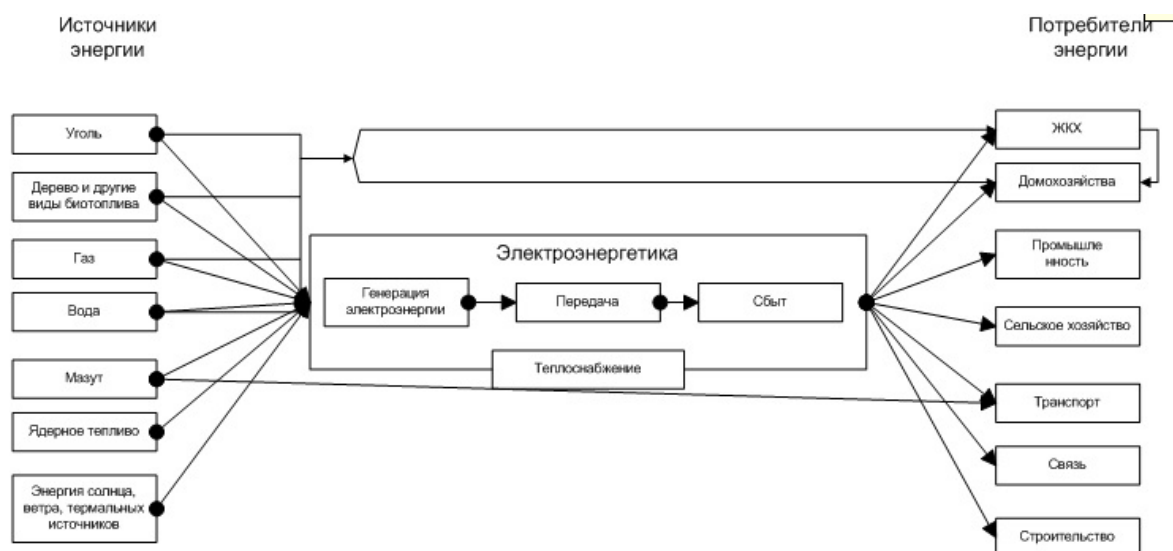 Источники
энергии
Потребители
энергии
Уголь
Дерево и другие
виды биотоплива
Газ
Вода
Мазут
Ядерное тепливо
Энергия солнца,
ветра, термальных
источников
Электроэнергетика
Генерация
электроэнергии
Передача
Сбыт
Теплоснабжение
ЖКХ
Домохозяйства
Промышле
нность
Сельское хозяйство
Транспорт
Связь
Строительство